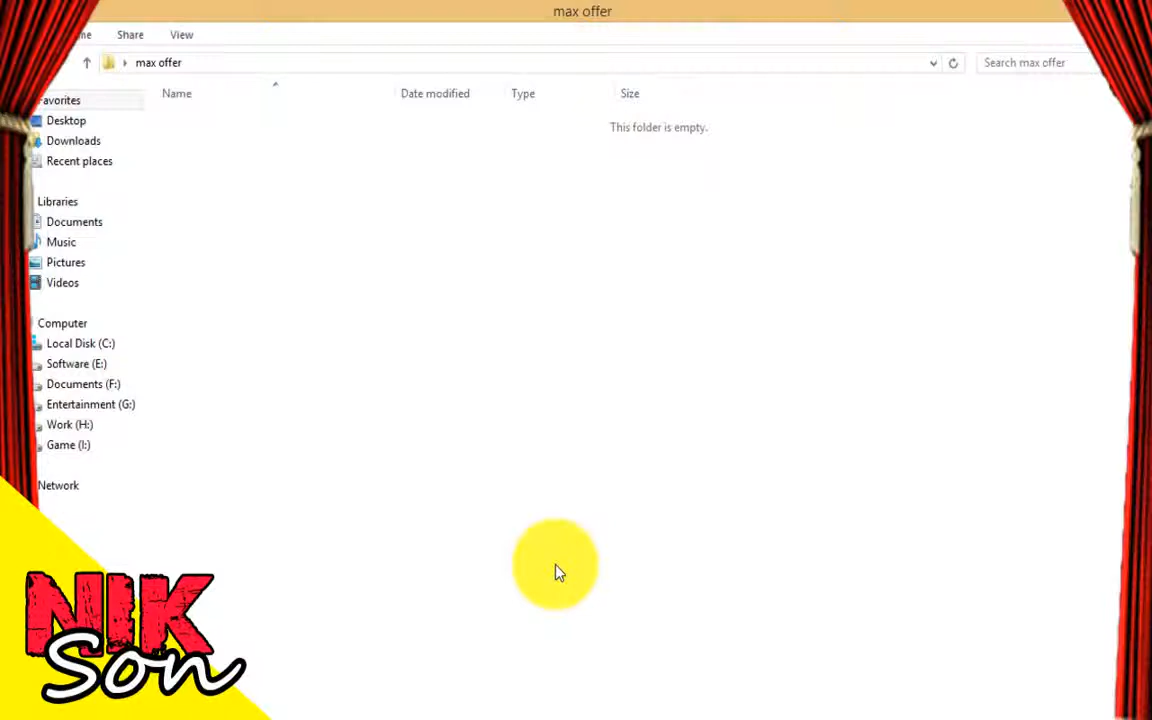 max offer
me Share View
max offer Search max offer
Name Date modified Type Size
avorites
This folder is empty.
Desktop
Downloads
Recent places
Libraries
Documents
Music
Pictures
Videos
Computer
Local Disk (C:)
Software (E:)
Documents (F:)
Entertainment (G:)
Work (H:)
Game (I:)
Network
NIK
Son